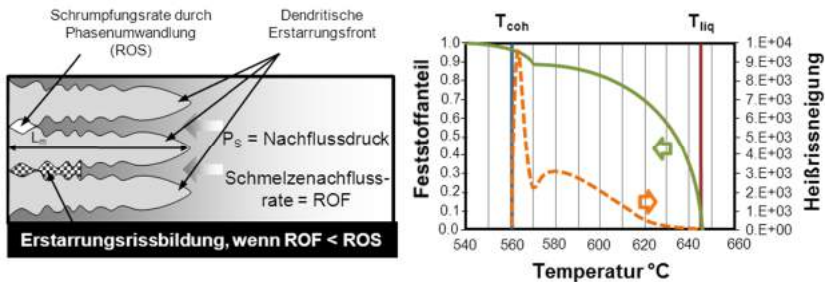 Schrumpfungsrate durch
Phasenumwandlung
(ROS)
Dendritische
Erstarrungsfront
Lm
PS = Nachflussdruck
Schmelzenachfluss-
rate = ROF
Erstarrungsrissbildung, wenn ROF < ROS
Tcoh
Tliq
Feststoffanteil
1.0
0.9
0.8
0.7
0.6
0.5
0.4
0.3
0.2
0.1
0.0
1.E+04
9.E+03
8.E+03
7.E+03
6.E+03
5.E+03
4.E+03
3.E+03
2.E+03
1.E+03
0.E+00
Heißrissneigung
540 560 580 600 620 640 660
Temperatur °C